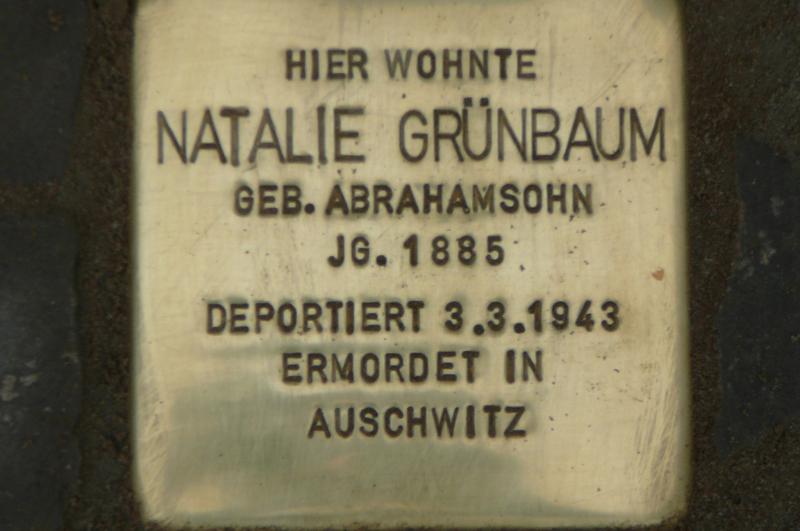 HIER WOHNTE
NATALIE GRÜNBAUM
GEB. ABRAHAMSOHN
JG. 1885
DEPORTIERT 3.3.1943
ERMORDET IN
AUSCHWITZ